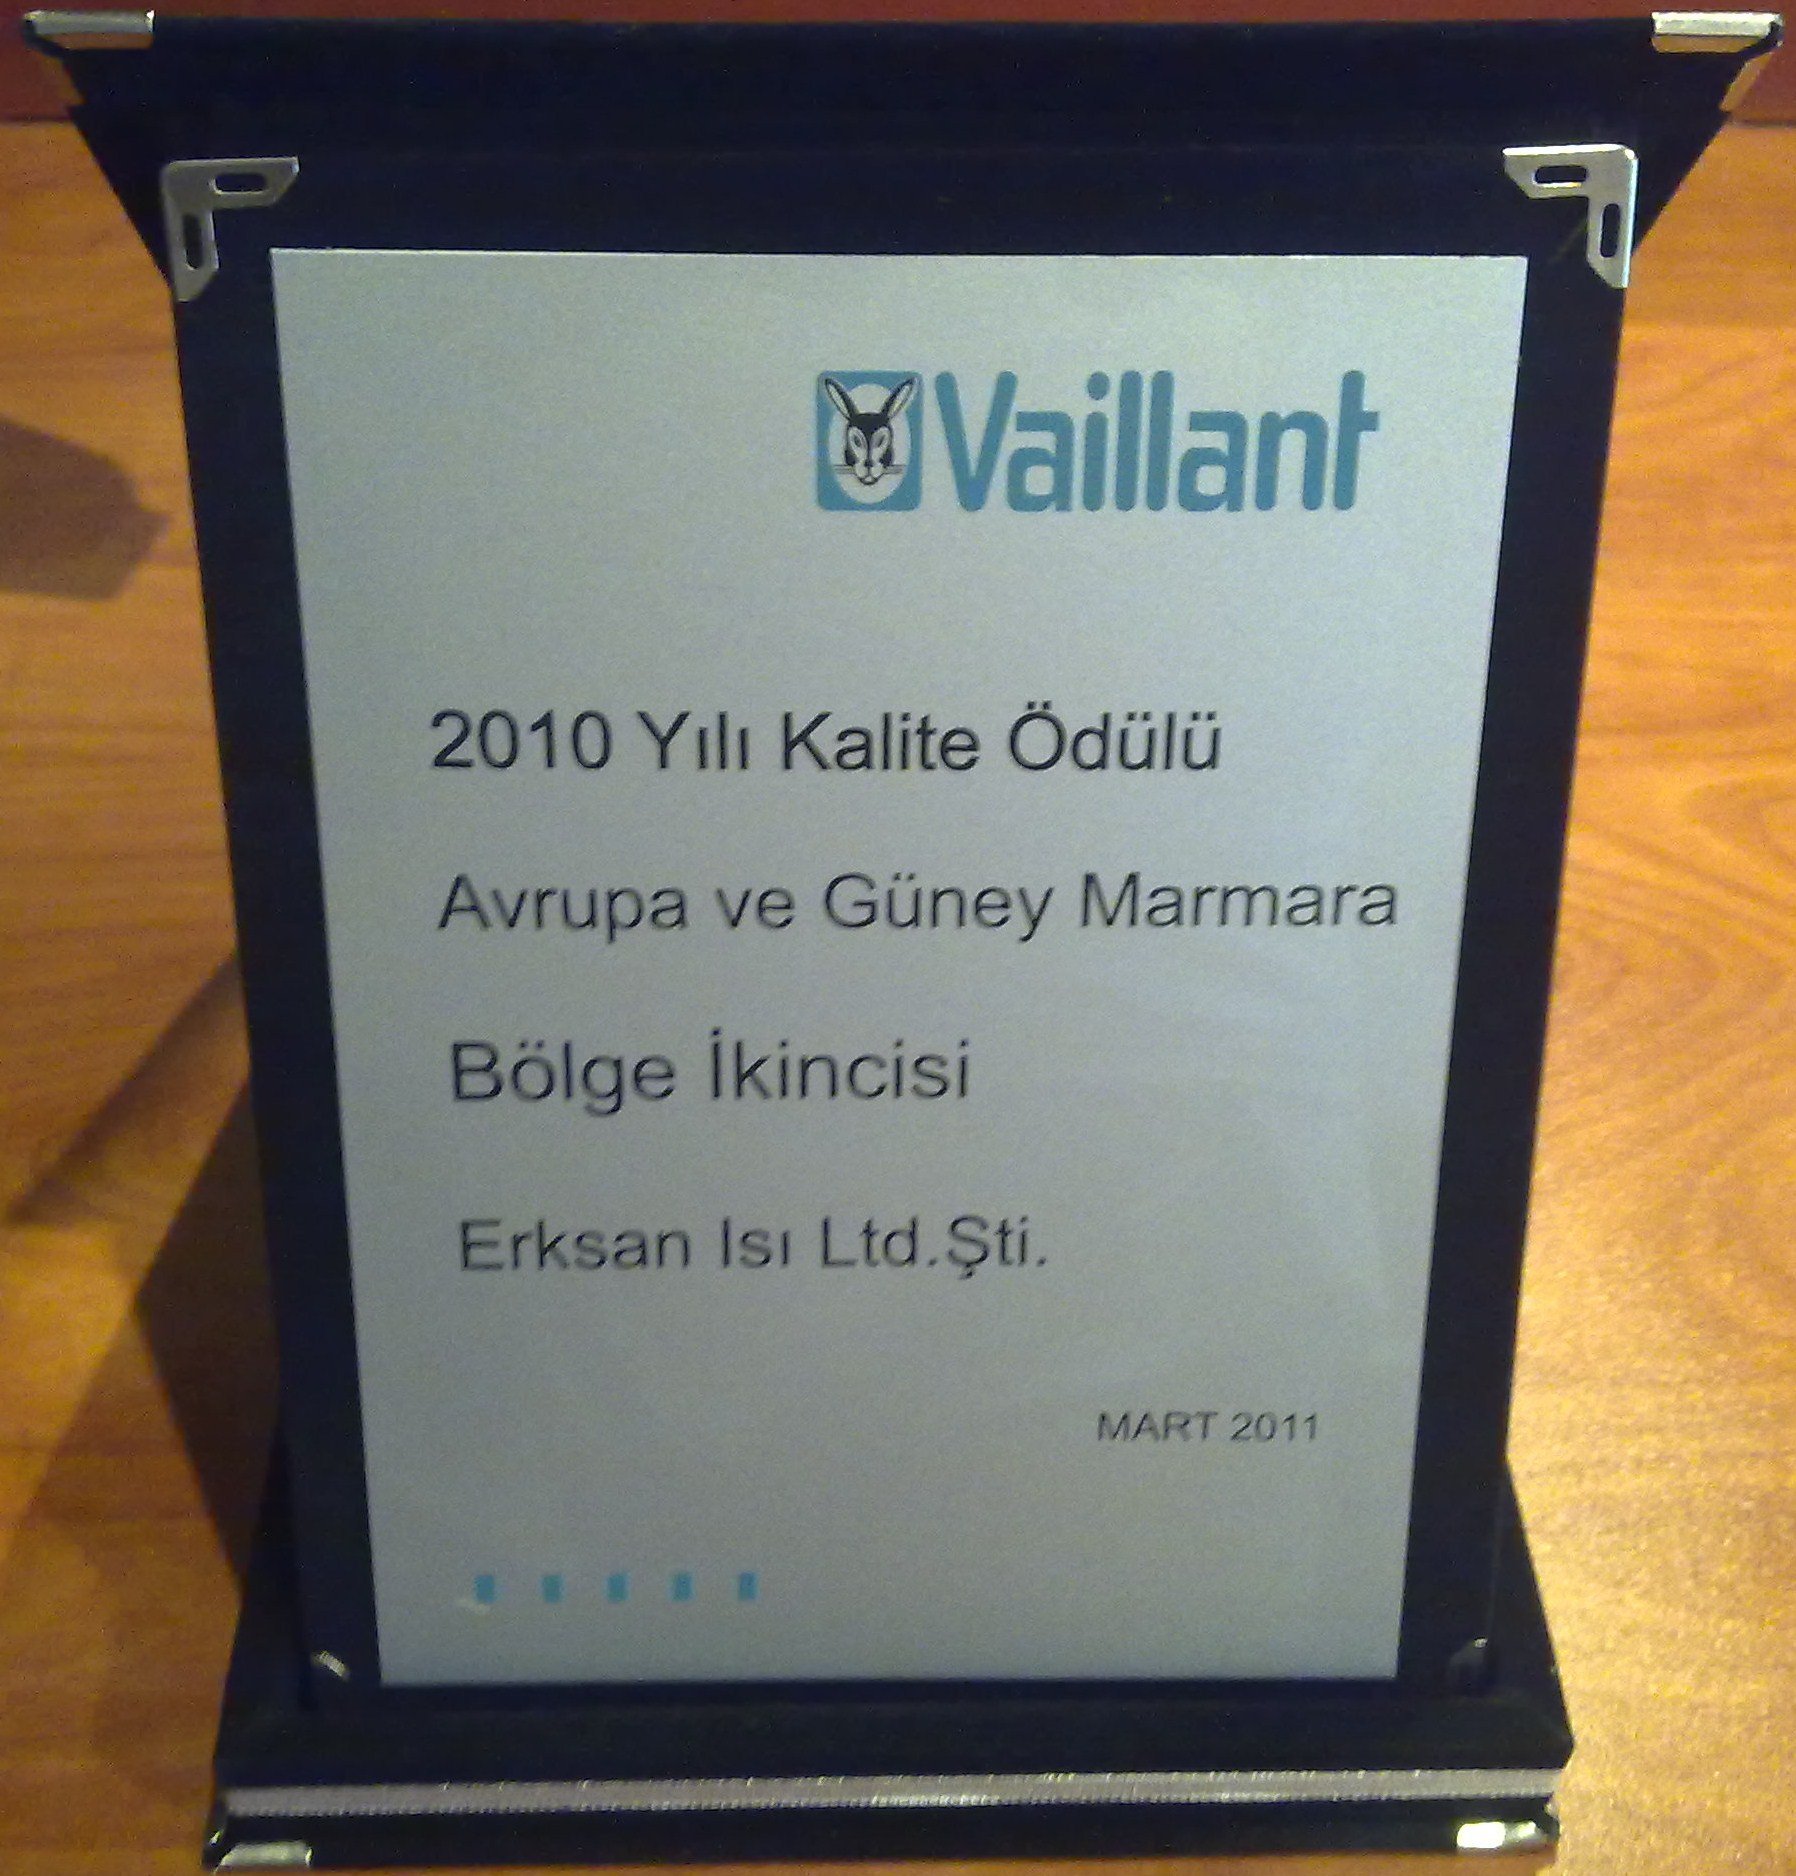 Vaillant
2010 Yılı Kalite Ödülü
Avrupa ve Güney Marmara
Bölge İkincisi
Erksan Isı Ltd.Şti.
MART 2011